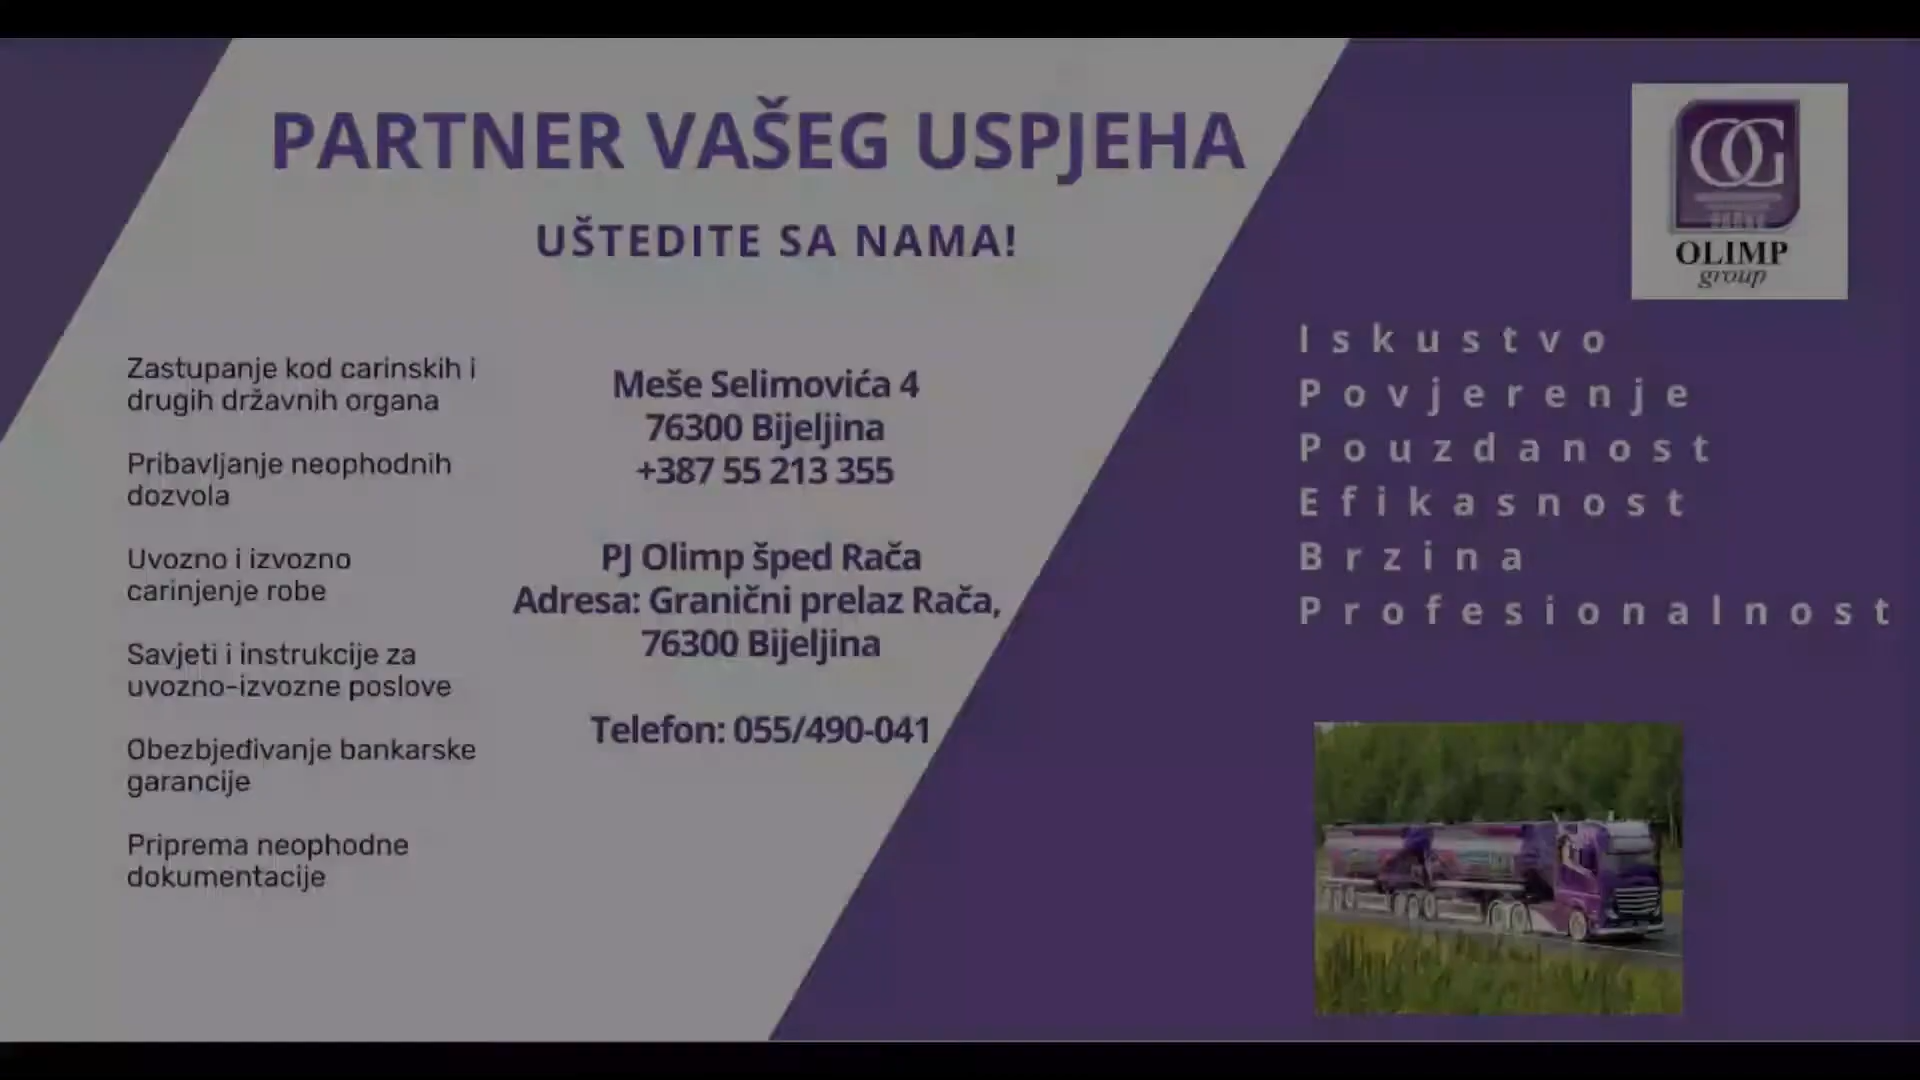 PARTNER VAŠEG USPJEHA
UŠTEDITE SA NAMA!
Zastupanje kod carinskih i
drugih državnih organa
Pribavljanje neophodnih
dozvola
Uvozno i izvozno
carinjenje robe
Savjeti i instrukcije za
uvozno-izvozne poslove
Obezbjeđivanje bankarske
garancije
Priprema neophodne
dokumentacije
Meše Selimovića 4
76300 Bijeljina
+387 55 213 355
PJ Olimp šped Rača
Adresa: Granični prelaz Rača,
76300 Bijeljina
Telefon: 055/490-041
OG
OLIMP
group
Iskustvo
Povjerenje
Pouzdanost
Efikasnost
Brzina
Profesionalnost